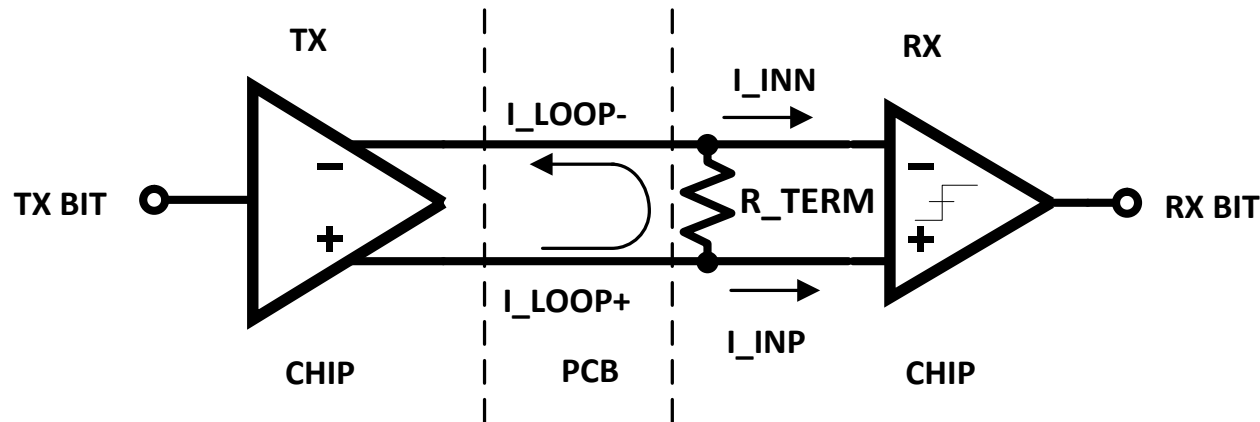 TX
RX
I_INN
I_LOOP-
−
−
TX BIT
R_TERM
RX BIT
+
+
I_LOOP+
I_INP
CHIP
PCB
CHIP